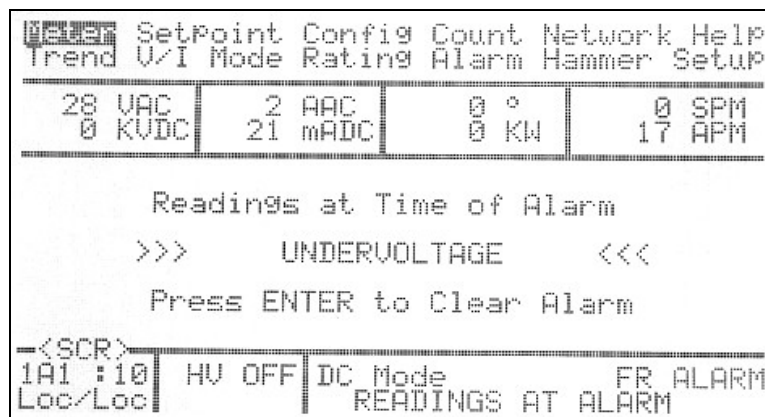 Meter Setpoint Config Count Network Help
Trend V/I Mode Rating Alarm Hammer Setup
28 VAC 2 AAC 0 ° 0 SPM
0 KVDC 21 mADC 0 KW 17 APM
Readings at Time of Alarm
>>> UNDERVOLTAGE <<<
Press ENTER to Clear Alarm
<SCR>
1A1 :10 HV OFF DC Mode FR ALARM
Loc/Loc READINGS AT ALARM